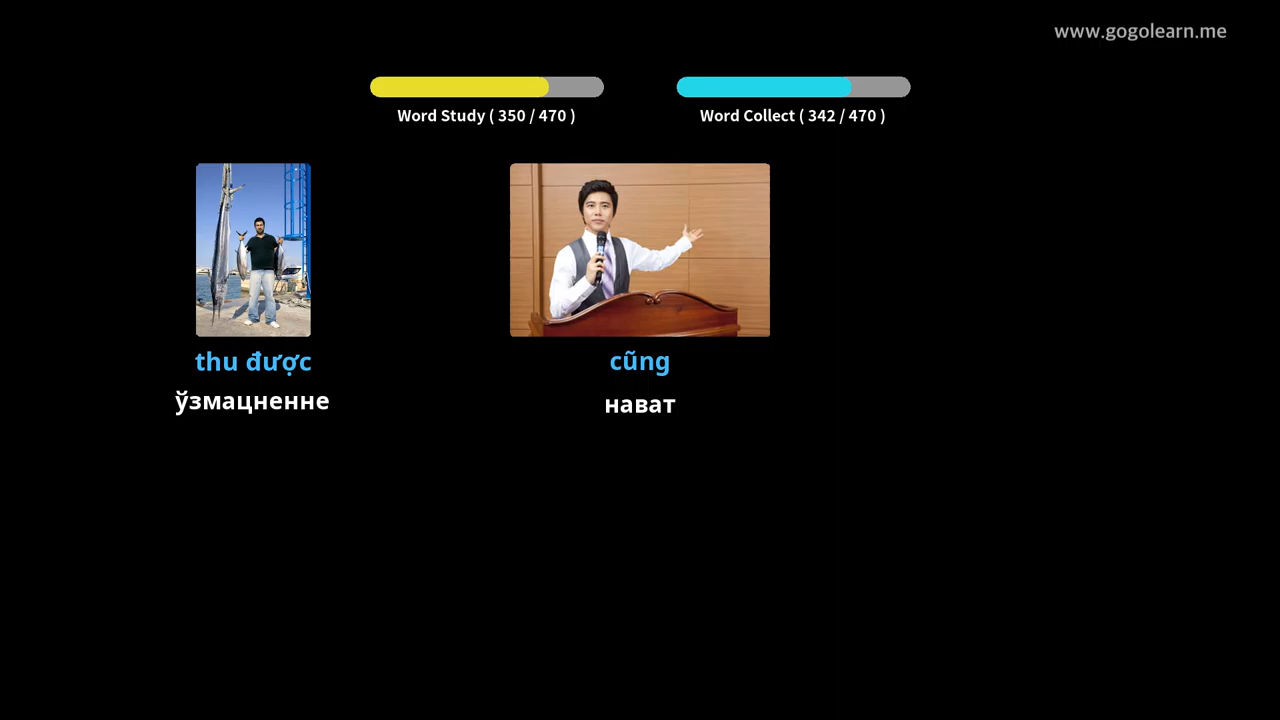 www.gogolearn.me
Word Study ( 350 / 470 )
Word Collect ( 342 / 470 )
thu được
ўзмацненне
cũng
нават